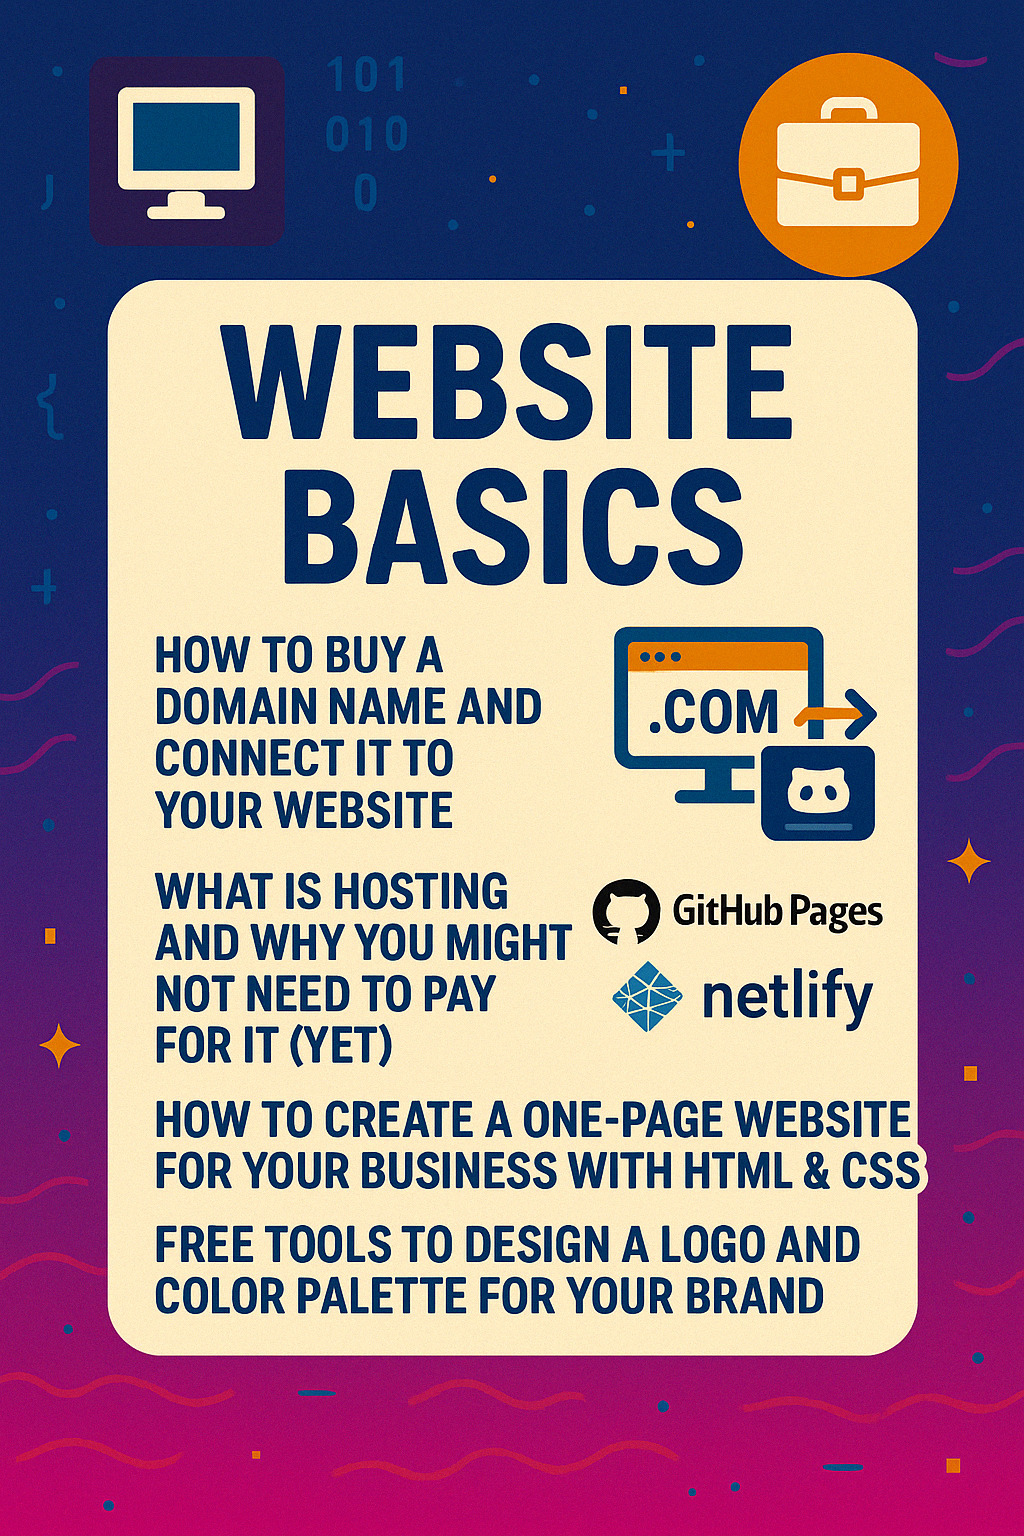 101
010
0
WEBSITE
BASICS
HOW TO BUY A
DOMAIN NAME AND
CONNECT IT TO
YOUR WEBSITE
.COM
WHAT IS HOSTING
AND WHY YOU MIGHT
NOT NEED TO PAY
FOR IT (YET)
GitHub Pages
netlify
HOW TO CREATE A ONE-PAGE WEBSITE
FOR YOUR BUSINESS WITH HTML & CSS
FREE TOOLS TO DESIGN A LOGO AND
COLOR PALETTE FOR YOUR BRAND